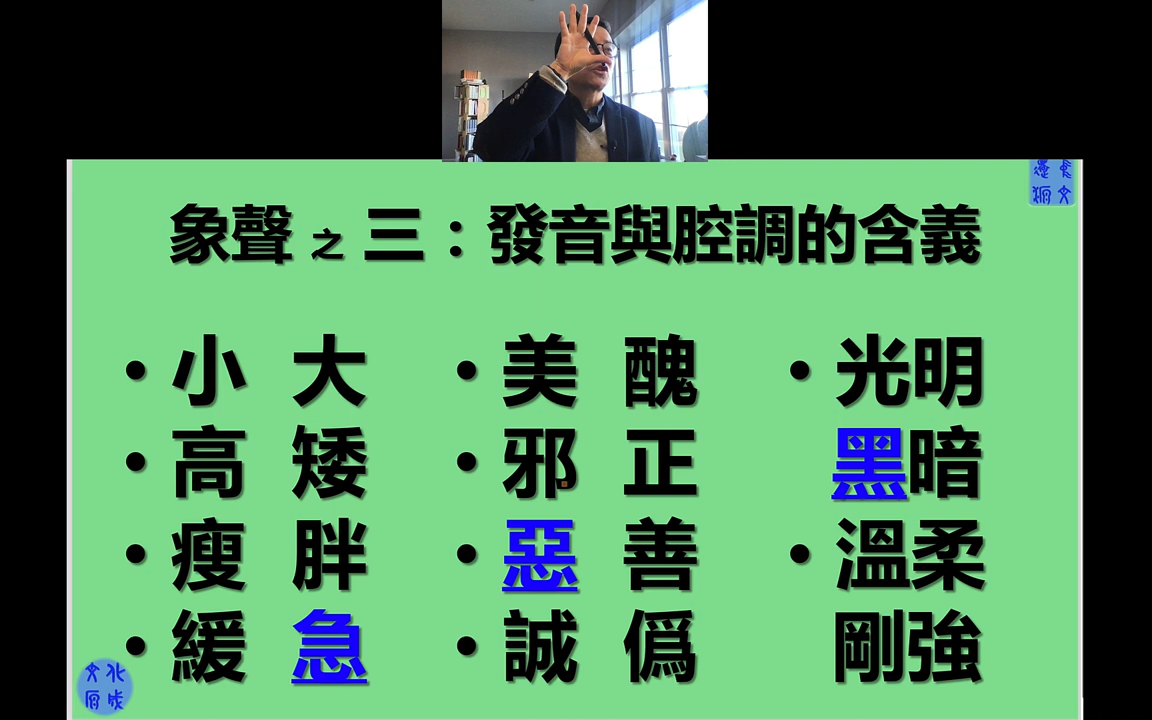 象聲之三：發音與腔調的含義
• 小 大
• 高 矮
• 瘦 胖
• 緩 急
• 美 醜
• 邪 正
• 惡 善
• 誠 僞
• 光明
黑暗
• 溫柔
剛強